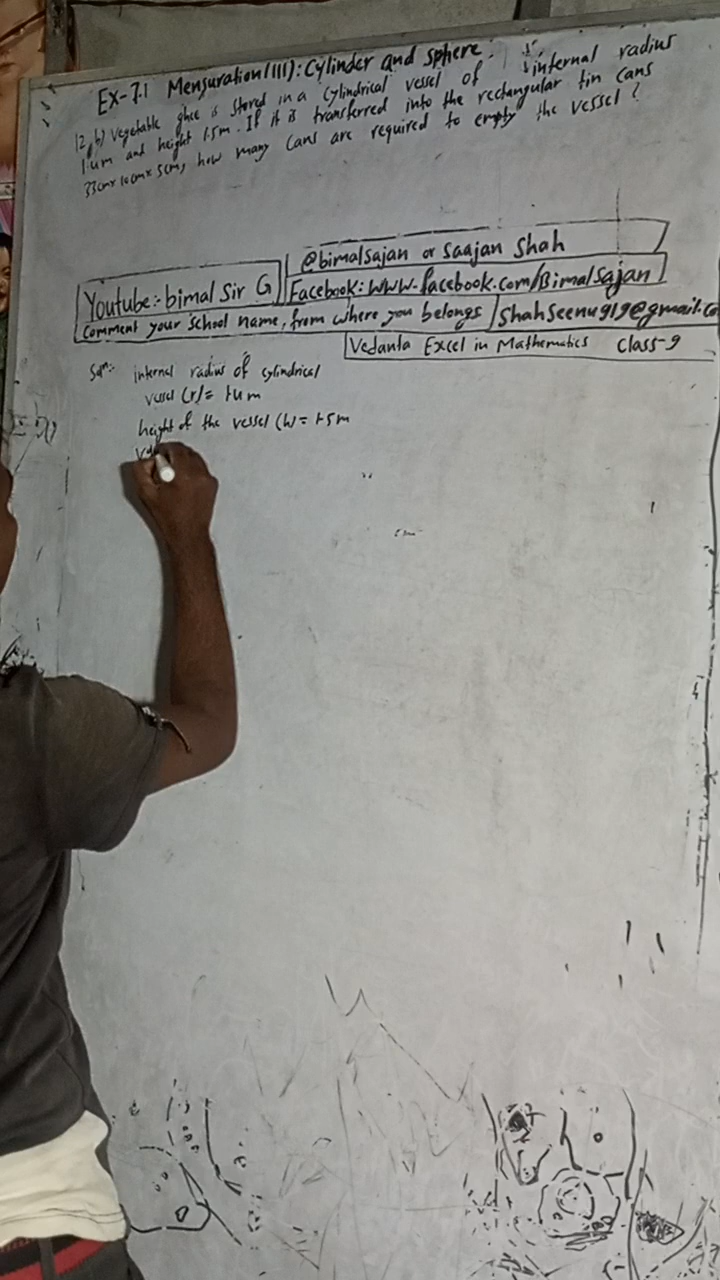 Ex-7.1 Mensuration(III): Cylinder and sphere
12, b) Vegetable ghee is stored in a cylindrical vessel of internal radius
1.4m and height 1.5m. If it is transferred into the rectangular tin cans
33cm×10cm×5cm, how many cans are required to empty the vessel?
@bimalsajan or Saajan Shah
Youtube:- bimal Sir G
Facebook: www.facebook.com/Bimalsajan
Comment your school name, from where you belongs
Shahseenu919@gmail.co
Vedanta Excel in Mathematics Class-9
Soln:- internal radius of cylindrical
vessel (r) = 1.4m
height of the vessel (h) = 1.5m